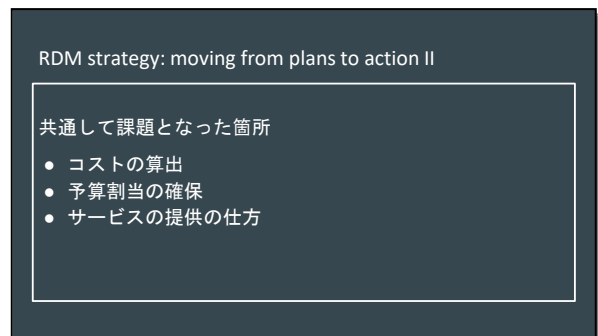 RDM strategy: moving from plans to action II
共通して課題となった箇所
● コストの算出
● 予算割当の確保
● サービスの提供の仕方